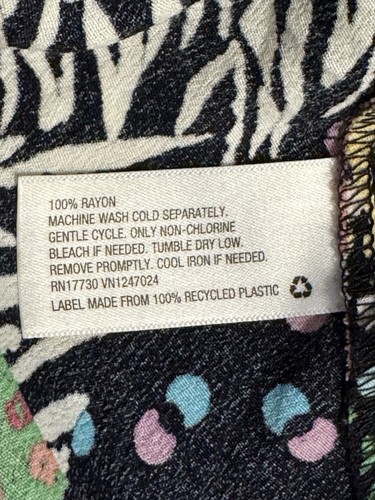 100% RAYON
MACHINE WASH COLD SEPARATELY.
GENTLE CYCLE. ONLY NON-CHLORINE
BLEACH IF NEEDED. TUMBLE DRY LOW.
REMOVE PROMPTLY. COOL IRON IF NEEDED.
RN17730 VN1247024
LABEL MADE FROM 100% RECYCLED PLASTIC